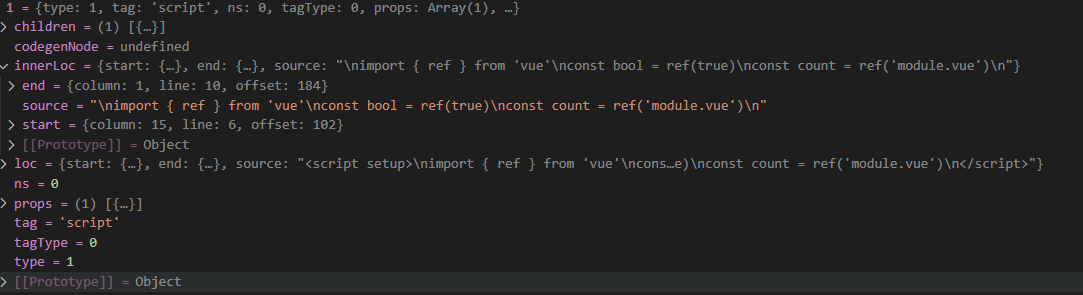 1 = {type: 1, tag: 'script', ns: 0, tagType: 0, props: Array(1), …}
> children = (1) [{…}]
codegenNode = undefined
innerLoc = {start: {…}, end: {…}, source: "\nimport { ref } from 'vue'\nconst bool = ref(true)\nconst count = ref('module.vue')\n"}
> end = {column: 1, line: 10, offset: 184}
source = "\nimport { ref } from 'vue'\nconst bool = ref(true)\nconst count = ref('module.vue')\n"
> start = {column: 15, line: 6, offset: 102}
> [[Prototype]] = Object
> loc = {start: {…}, end: {…}, source: "<script setup>\nimport { ref } from 'vue'\ncons…e)\nconst count = ref('module.vue')\n</script>"}
ns = 0
> props = (1) [{…}]
tag = 'script'
tagType = 0
type = 1
> [[Prototype]] = Object